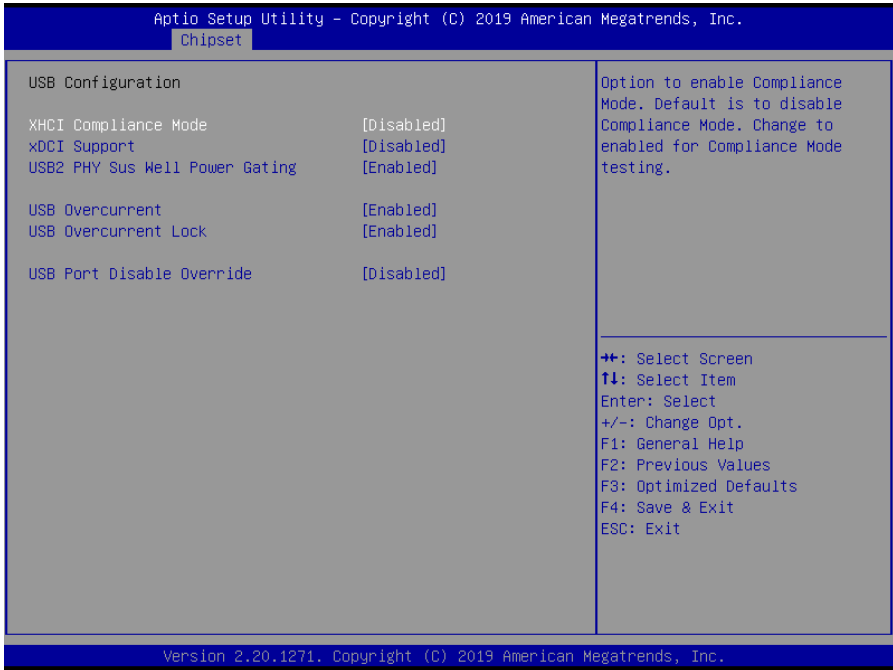 Aptio Setup Utility – Copyright (C) 2019 American Megatrends, Inc.
Chipset
USB Configuration
XHCI Compliance Mode [Disabled]
xDCI Support [Disabled]
USB2 PHY Sus Well Power Gating [Enabled]
USB Overcurrent [Enabled]
USB Overcurrent Lock [Enabled]
USB Port Disable Override [Disabled]
Option to enable Compliance
Mode. Default is to disable
Compliance Mode. Change to
enabled for Compliance Mode
testing.
→←: Select Screen
↑↓: Select Item
Enter: Select
+/-: Change Opt.
F1: General Help
F2: Previous Values
F3: Optimized Defaults
F4: Save & Exit
ESC: Exit
Version 2.20.1271. Copyright (C) 2019 American Megatrends, Inc.